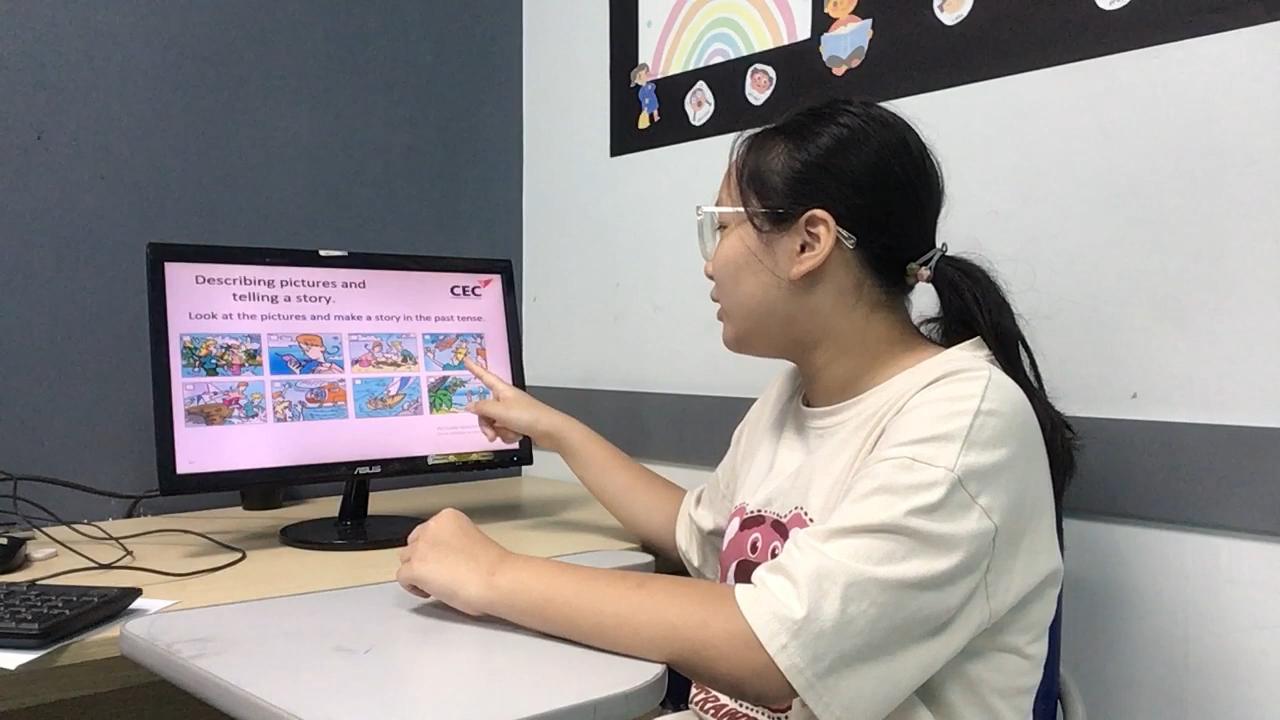 Describing pictures and
telling a story.
CEC
Look at the pictures and make a story in the past tense.
ASUS